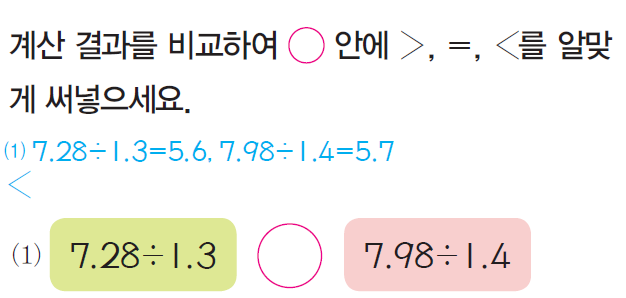 계산 결과를 비교하여 ○ 안에 >, =, <를 알맞
게 써넣으세요.
(1) 7.28÷1.3=5.6, 7.98÷1.4=5.7
<
(1) 7.28÷1.3 ○ 7.98÷1.4